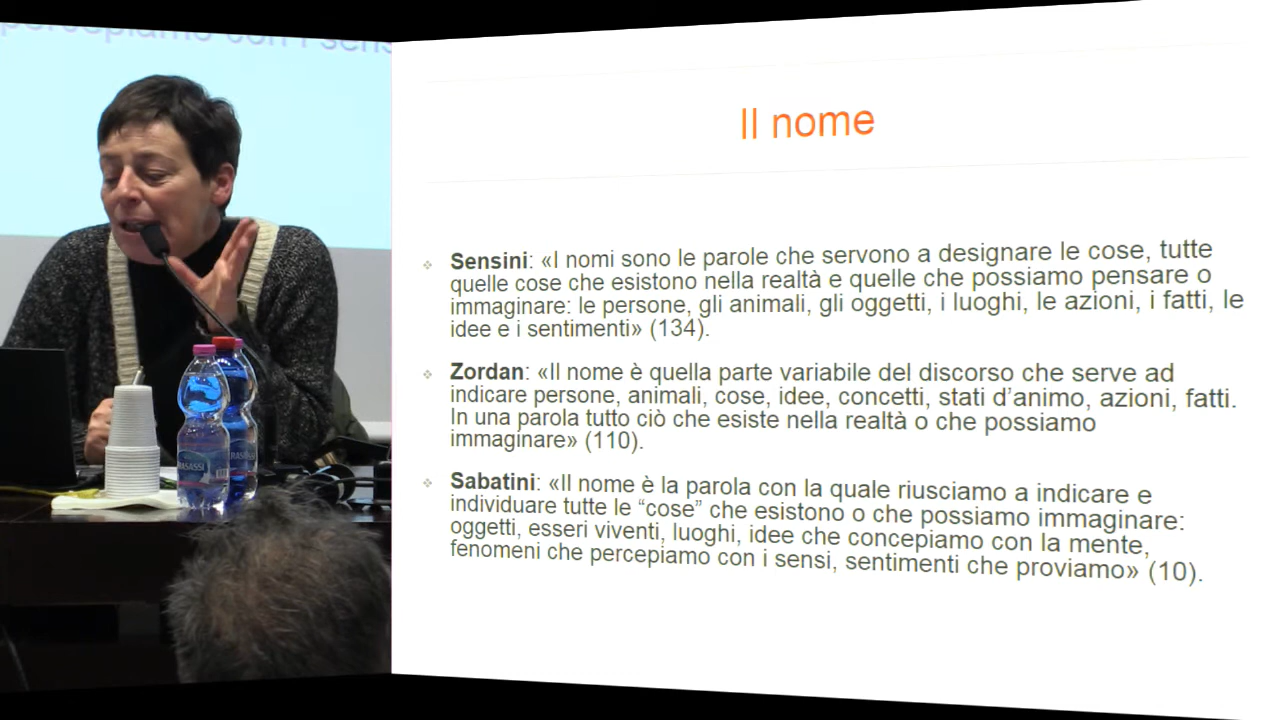 percepiamo con i sensi
Il nome
Sensini: «I nomi sono le parole che servono a designare le cose, tutte
quelle cose che esistono nella realtà e quelle che possiamo pensare o
immaginare: le persone, gli animali, gli oggetti, i luoghi, le azioni, i fatti, le
idee e i sentimenti» (134).
Zordan: «Il nome è quella parte variabile del discorso che serve ad
indicare persone, animali, cose, idee, concetti, stati d’animo, azioni, fatti.
In una parola tutto ciò che esiste nella realtà o che possiamo
immaginare» (110).
Sabatini: «Il nome è la parola con la quale riusciamo a indicare e
individuare tutte le “cose” che esistono o che possiamo immaginare:
oggetti, esseri viventi, luoghi, idee che concepiamo con la mente,
fenomeni che percepiamo con i sensi, sentimenti che proviamo» (10).